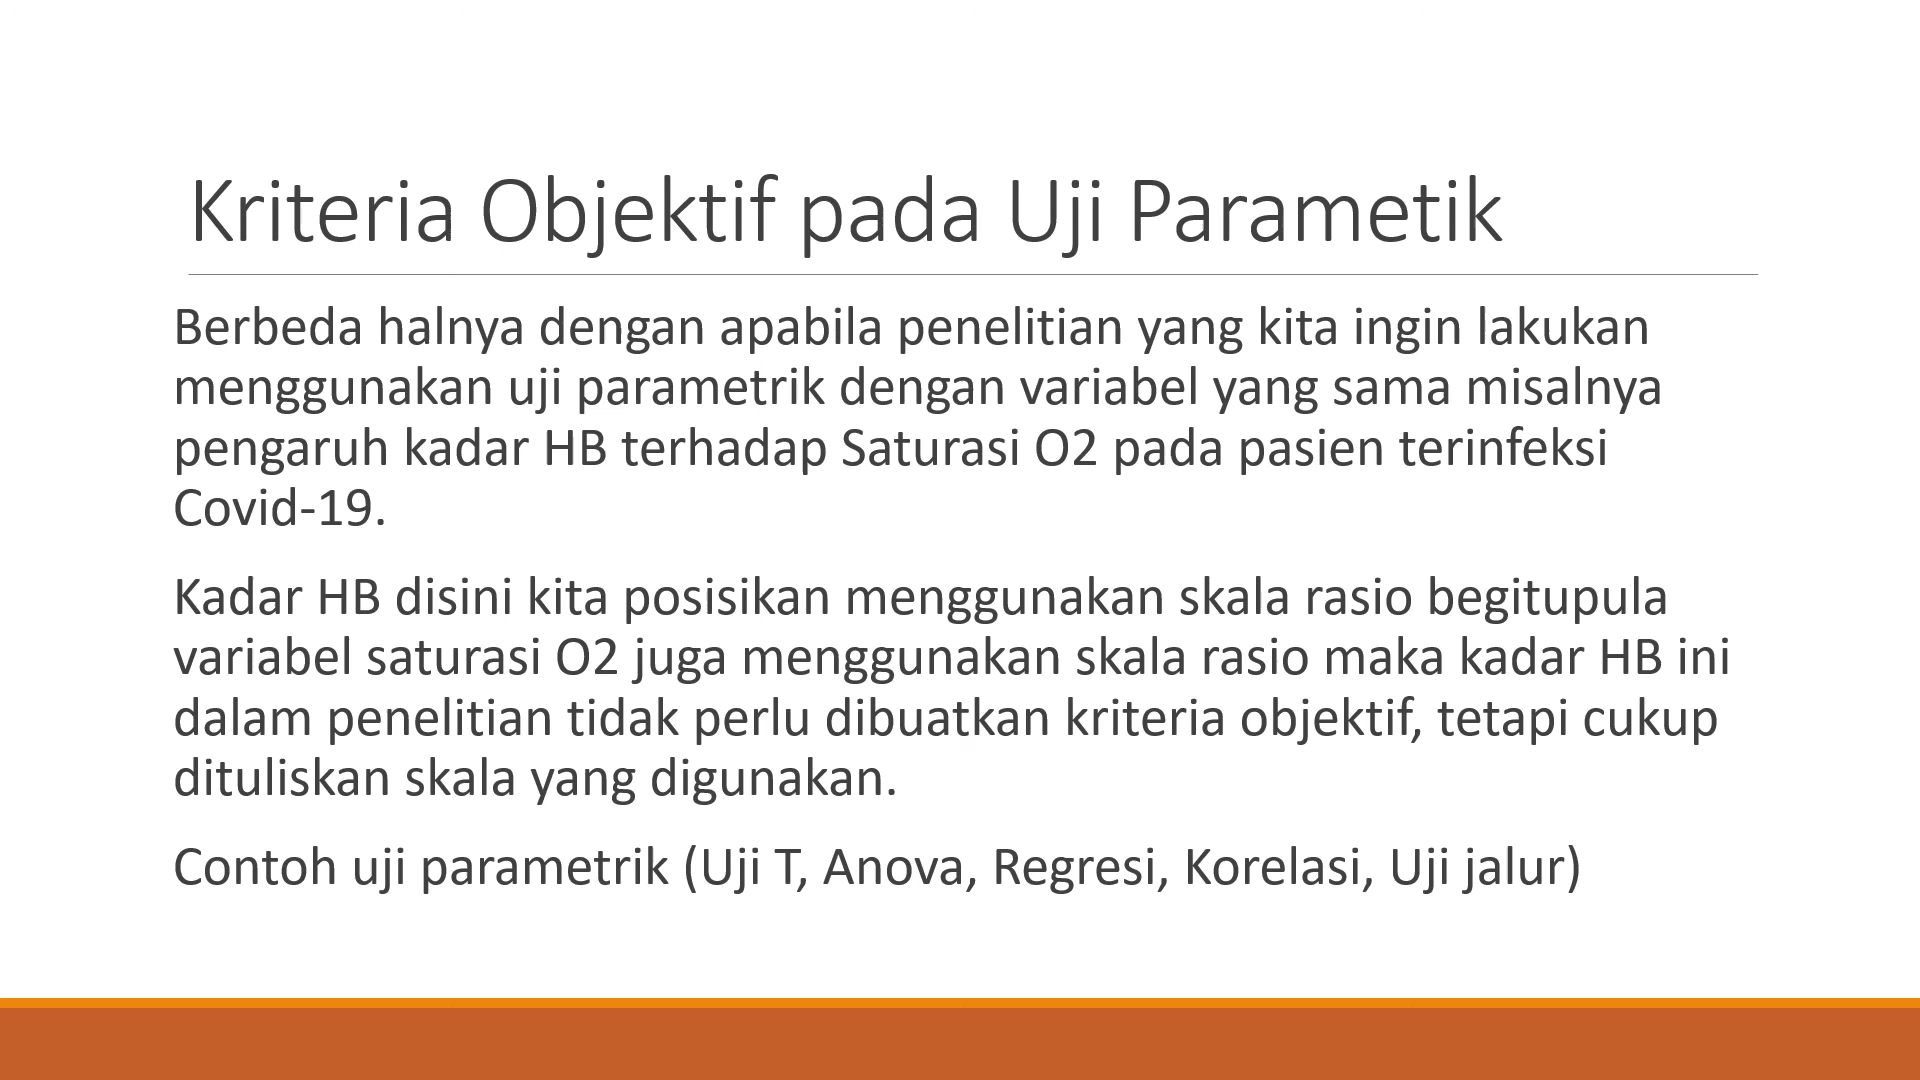 Kriteria Objektif pada Uji Parametik
Berbeda halnya dengan apabila penelitian yang kita ingin lakukan
menggunakan uji parametrik dengan variabel yang sama misalnya
pengaruh kadar HB terhadap Saturasi O2 pada pasien terinfeksi
Covid-19.
Kadar HB disini kita posisikan menggunakan skala rasio begitupula
variabel saturasi O2 juga menggunakan skala rasio maka kadar HB ini
dalam penelitian tidak perlu dibuatkan kriteria objektif, tetapi cukup
dituliskan skala yang digunakan.
Contoh uji parametrik (Uji T, Anova, Regresi, Korelasi, Uji jalur)